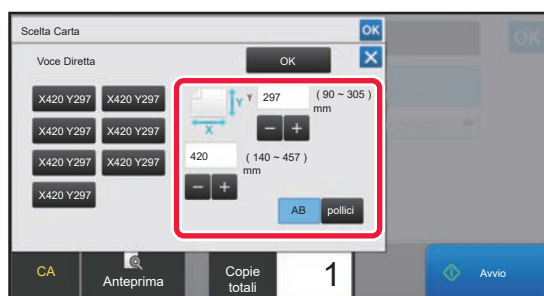 Scelta Carta
OK
OK
Voce Diretta
OK
X420 Y297
X420 Y297
Y
Y
297
( 90 ~ 305 )
mm
X420 Y297
X420 Y297
X
- +
420
( 140 ~ 457 )
mm
X420 Y297
X420 Y297
- +
X420 Y297
AB
pollici
CA
Anteprima
Copie
totali
1
Avvio